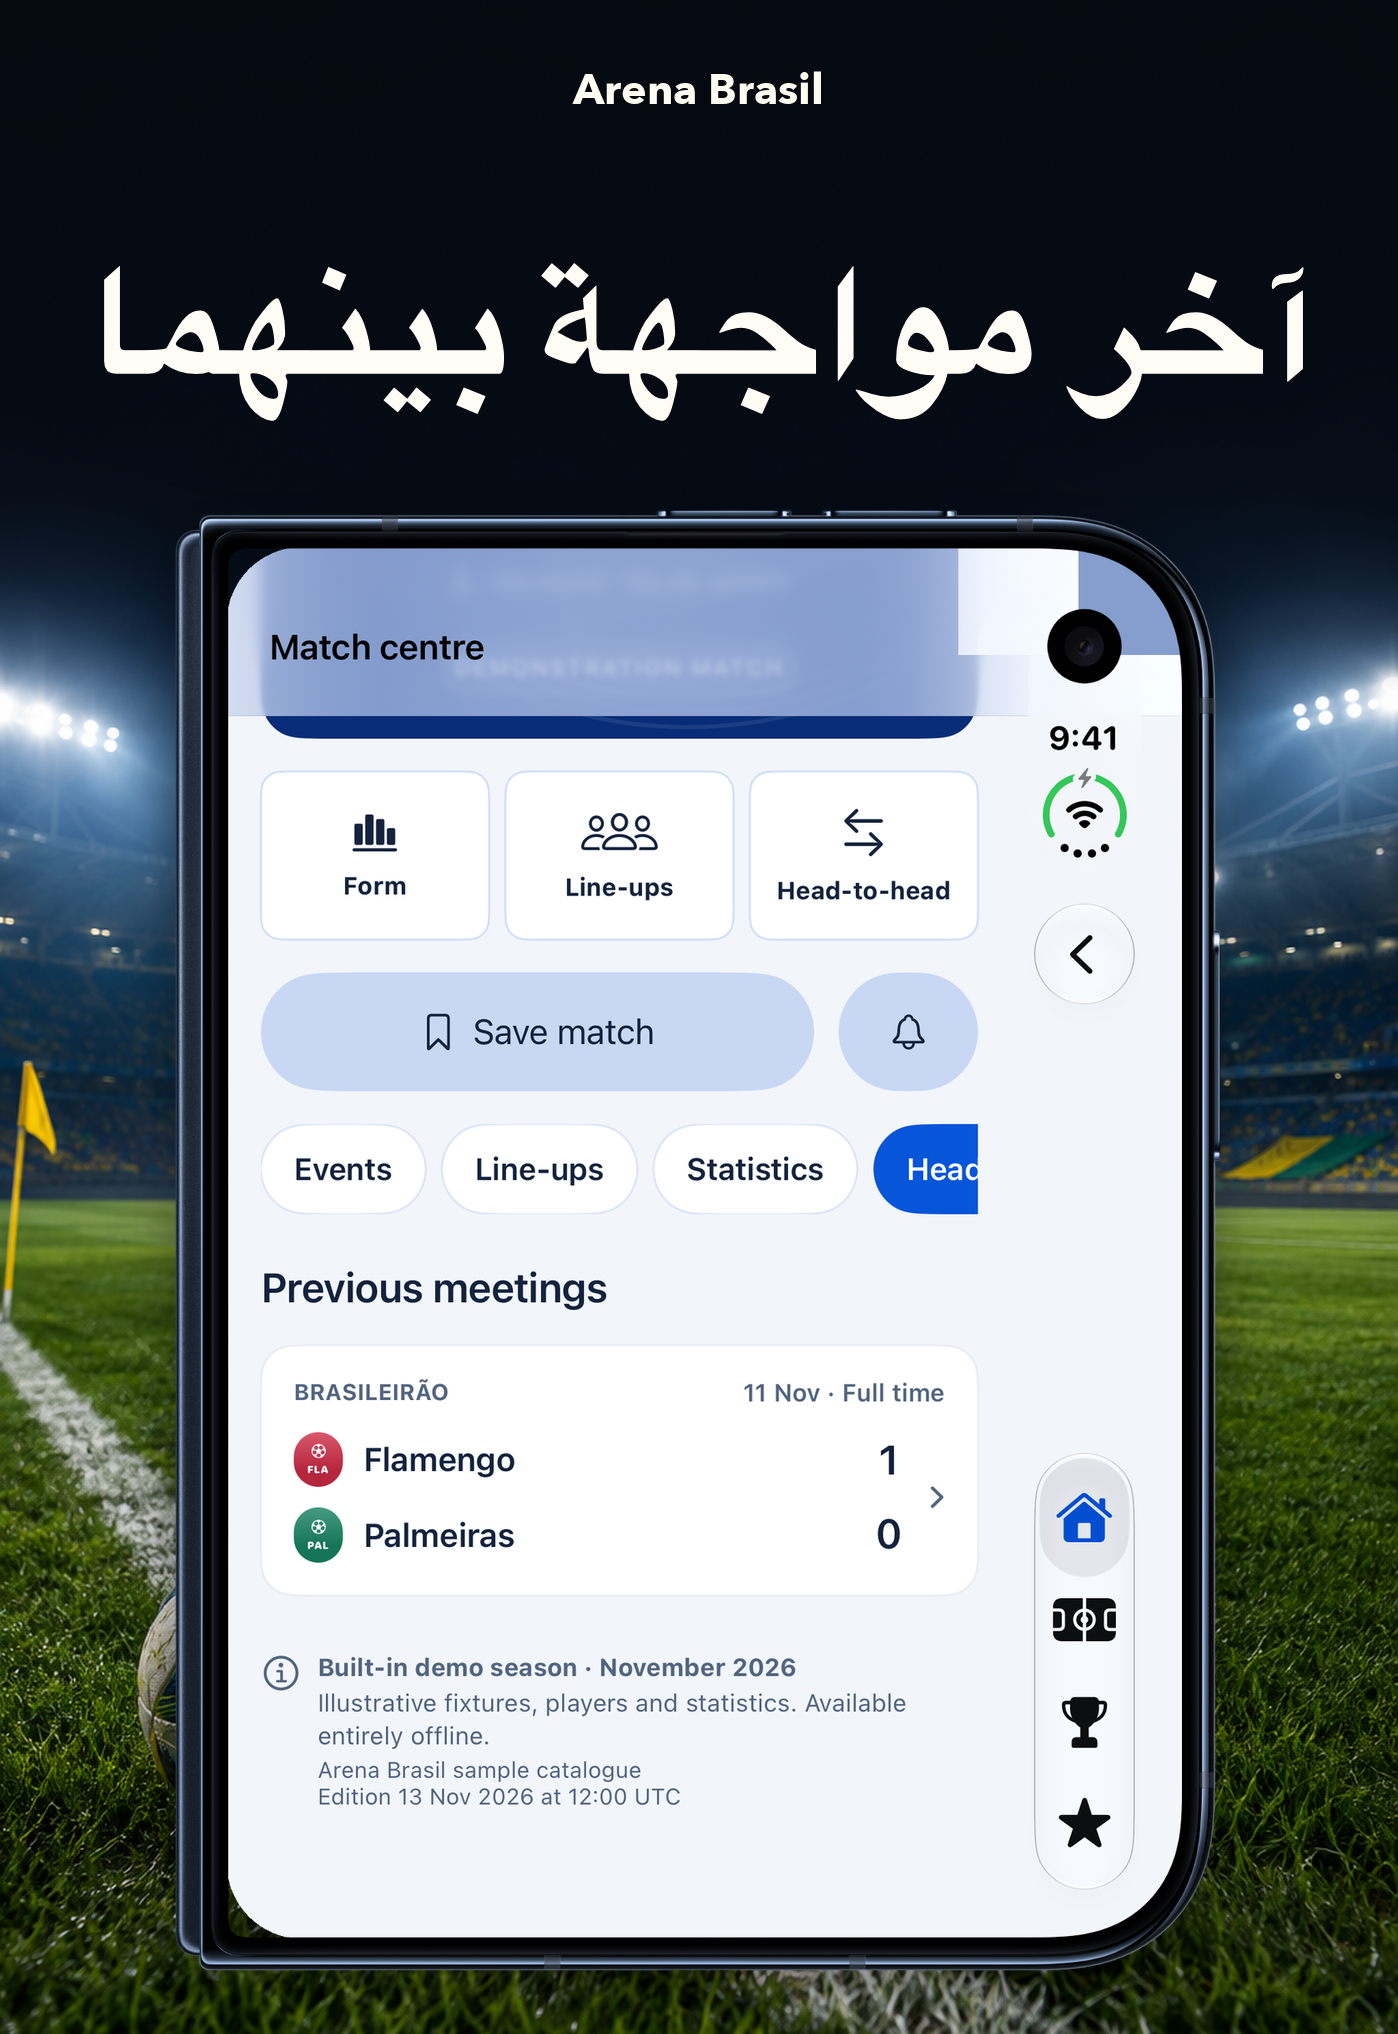 Arena Brasil
آخر مواجهة بينهما
Match centre
DEMONSTRATION MATCH
9:41
Form
Line-ups
Head-to-head
Save match
Events
Line-ups
Statistics
Head
Previous meetings
BRASILEIRÃO
11 Nov · Full time
FLA
Flamengo
1
PAL
Palmeiras
0
Built-in demo season · November 2026
Illustrative fixtures, players and statistics. Available
entirely offline.
Arena Brasil sample catalogue
Edition 13 Nov 2026 at 12:00 UTC